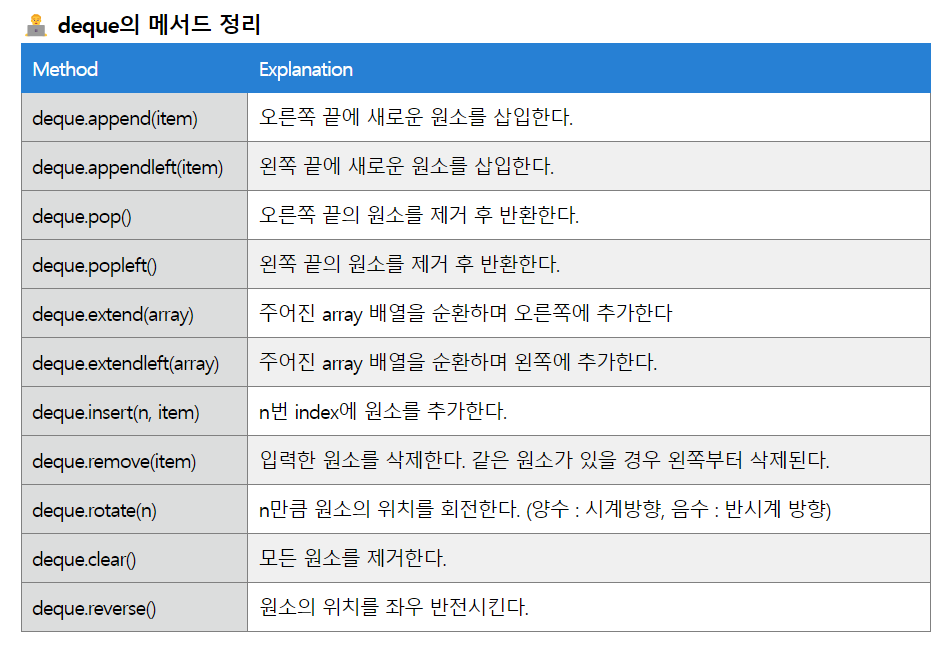 deque의 메서드 정리
Method Explanation
deque.append(item) 오른쪽 끝에 새로운 원소를 삽입한다.
deque.appendleft(item) 왼쪽 끝에 새로운 원소를 삽입한다.
deque.pop() 오른쪽 끝의 원소를 제거 후 반환한다.
deque.popleft() 왼쪽 끝의 원소를 제거 후 반환한다.
deque.extend(array) 주어진 array 배열을 순환하며 오른쪽에 추가한다
deque.extendleft(array) 주어진 array 배열을 순환하며 왼쪽에 추가한다.
deque.insert(n, item) n번 index에 원소를 추가한다.
deque.remove(item) 입력한 원소를 삭제한다. 같은 원소가 있을 경우 왼쪽부터 삭제된다.
deque.rotate(n) n만큼 원소의 위치를 회전한다. (양수 : 시계방향, 음수 : 반시계 방향)
deque.clear() 모든 원소를 제거한다.
deque.reverse() 원소의 위치를 좌우 반전시킨다.